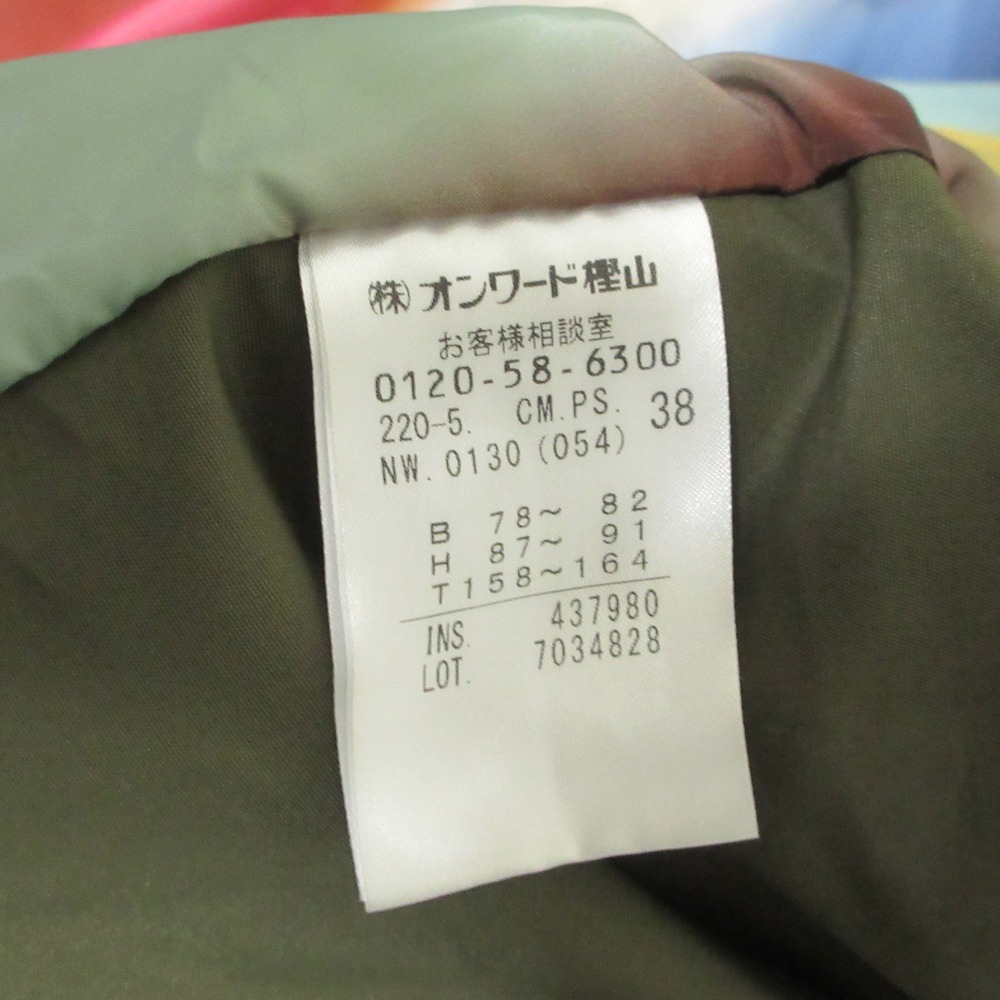 (株)オンワード樫山
お客様相談室
0120-58-6300
220-5. CM.PS. 38
NW.0130 (054)
B 78~ 82
H 87~ 91
T158~164
INS. 437980
LOT. 7034828